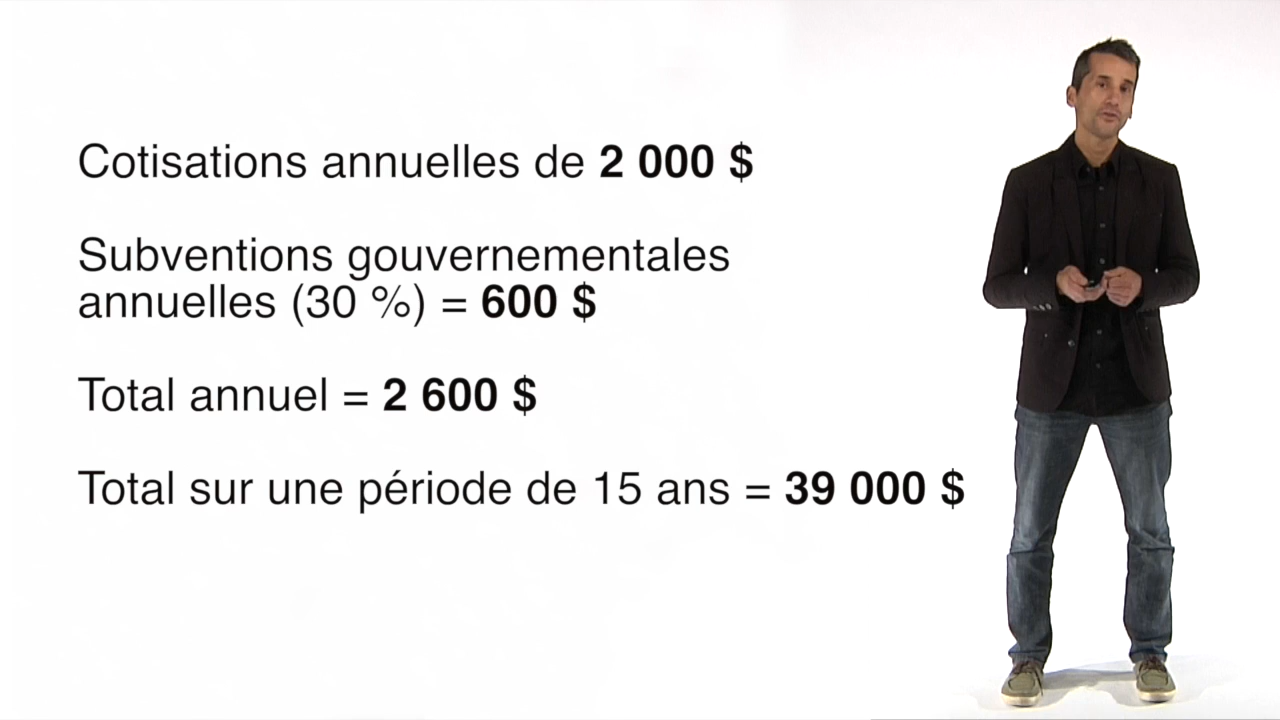 Cotisations annuelles de 2 000 $
Subventions gouvernementales
annuelles (30 %) = 600 $
Total annuel = 2 600 $
Total sur une période de 15 ans = 39 000 $